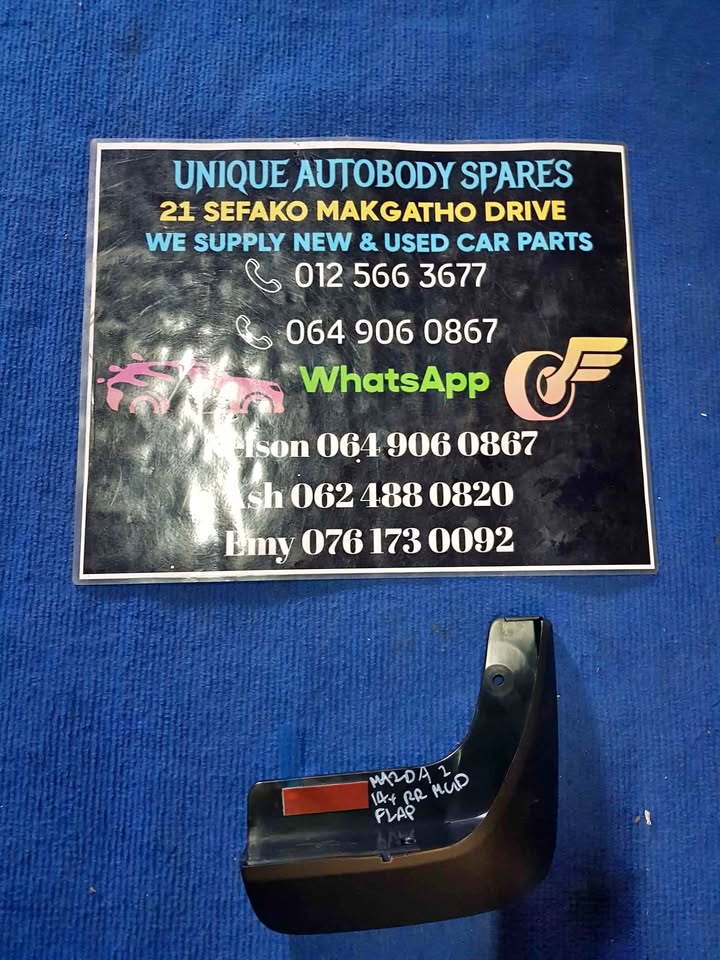 UNIQUE AUTOBODY SPARES
21 SEFAKO MAKGATHO DRIVE
WE SUPPLY NEW & USED CAR PARTS
012 566 3677
064 906 0867
WhatsApp
064 906 0867
062 488 0820
Emy 076 173 0092
MAZDA 2
14+ RR MUD
FLAP